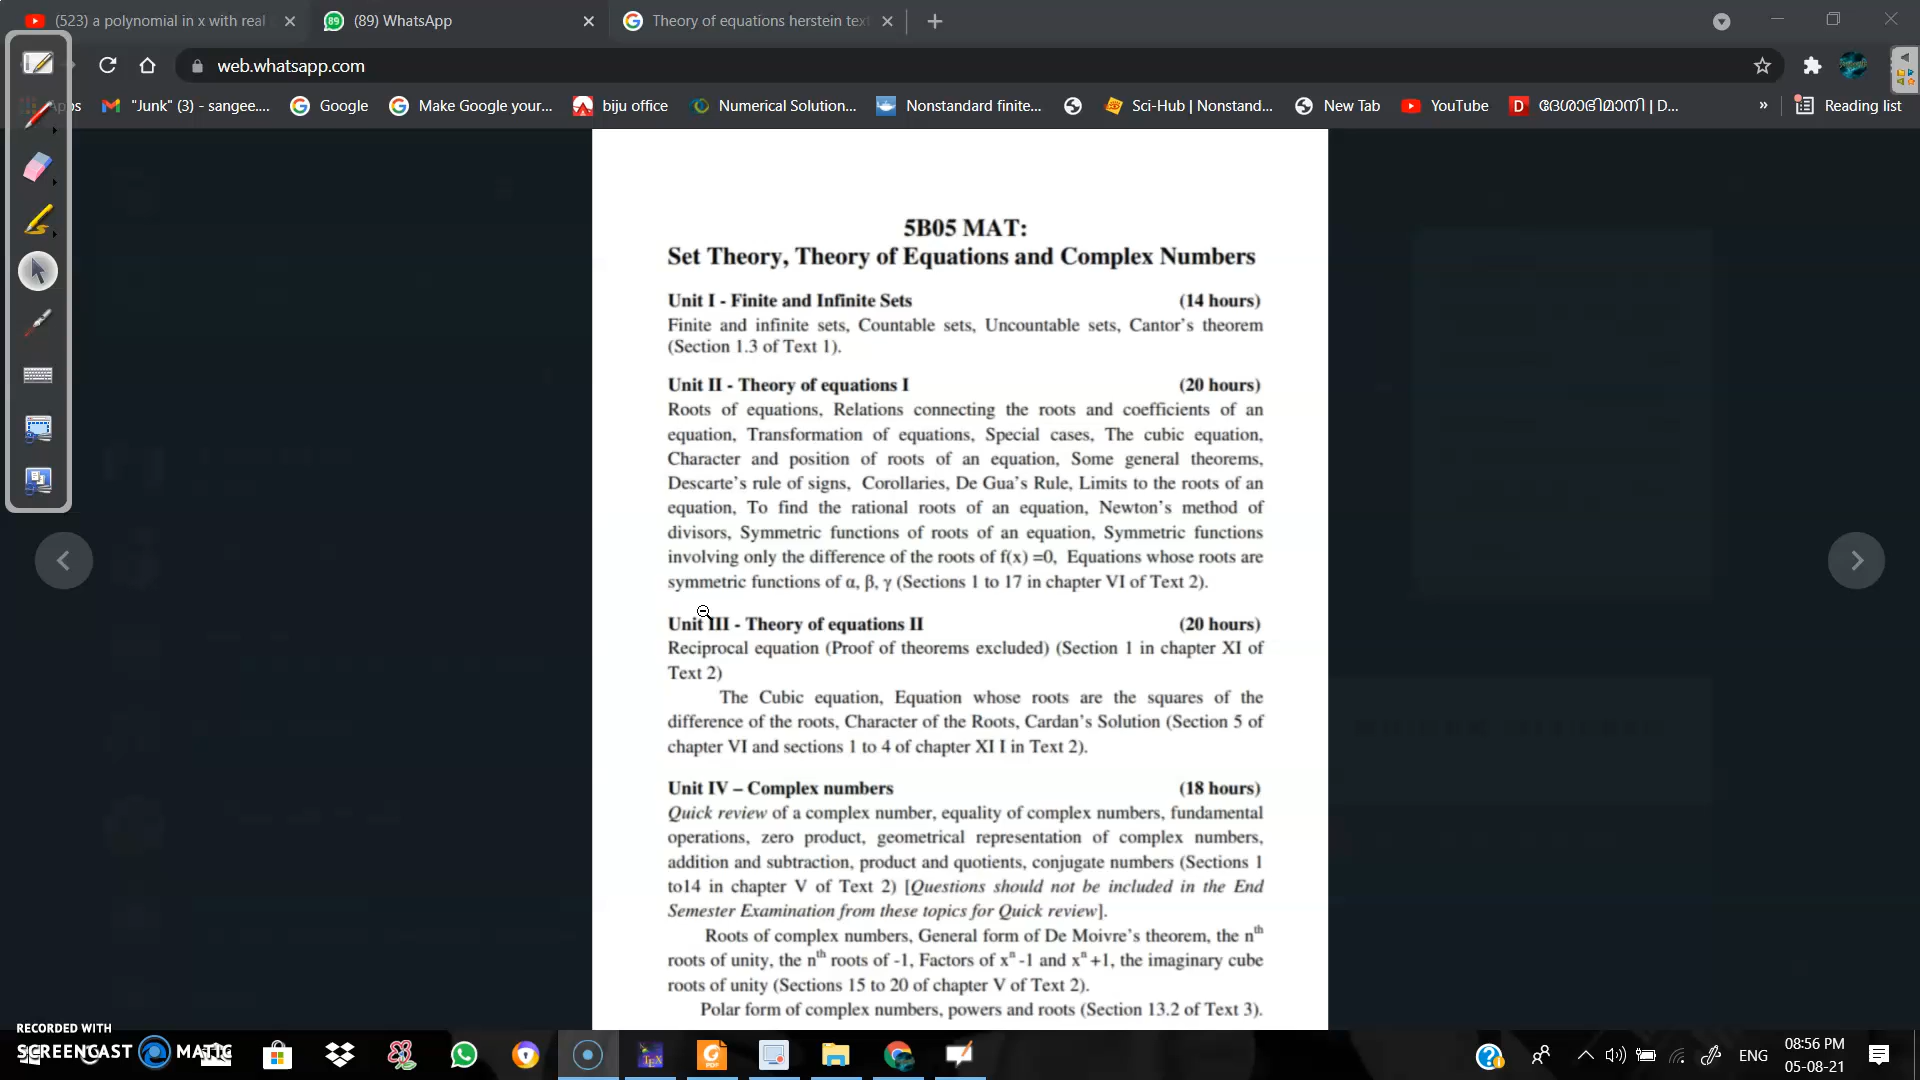 (523) a polynomial in x with real
(89) WhatsApp
Theory of equations herstein text
web.whatsapp.com
"Junk" (3) - sangee....
Google
Make Google your...
biju office
Numerical Solution...
Nonstandard finite...
Sci-Hub | Nonstand...
New Tab
YouTube
ദേശാഭിമാനി | D...
»
Reading list
5B05 MAT:
Set Theory, Theory of Equations and Complex Numbers
Unit I - Finite and Infinite Sets (14 hours)
Finite and infinite sets, Countable sets, Uncountable sets, Cantor's theorem
(Section 1.3 of Text 1).
Unit II - Theory of equations I (20 hours)
Roots of equations, Relations connecting the roots and coefficients of an
equation, Transformation of equations, Special cases, The cubic equation,
Character and position of roots of an equation, Some general theorems,
Descarte's rule of signs, Corollaries, De Gua's Rule, Limits to the roots of an
equation, To find the rational roots of an equation, Newton's method of
divisors, Symmetric functions of roots of an equation, Symmetric functions
involving only the difference of the roots of f(x) =0, Equations whose roots are
symmetric functions of α, β, γ (Sections 1 to 17 in chapter VI of Text 2).
Unit III - Theory of equations II (20 hours)
Reciprocal equation (Proof of theorems excluded) (Section 1 in chapter XI of
Text 2)
The Cubic equation, Equation whose roots are the squares of the
difference of the roots, Character of the Roots, Cardan's Solution (Section 5 of
chapter VI and sections 1 to 4 of chapter XI I in Text 2).
Unit IV – Complex numbers (18 hours)
Quick review of a complex number, equality of complex numbers, fundamental
operations, zero product, geometrical representation of complex numbers,
addition and subtraction, product and quotients, conjugate numbers (Sections 1
to14 in chapter V of Text 2) [Questions should not be included in the End
Semester Examination from these topics for Quick review].
Roots of complex numbers, General form of De Moivre's theorem, the nth
roots of unity, the nth roots of -1, Factors of xn -1 and xn +1, the imaginary cube
roots of unity (Sections 15 to 20 of chapter V of Text 2).
Polar form of complex numbers, powers and roots (Section 13.2 of Text 3).
RECORDED WITH
SCREENCAST MATIC
ENG
08:56 PM
05-08-21